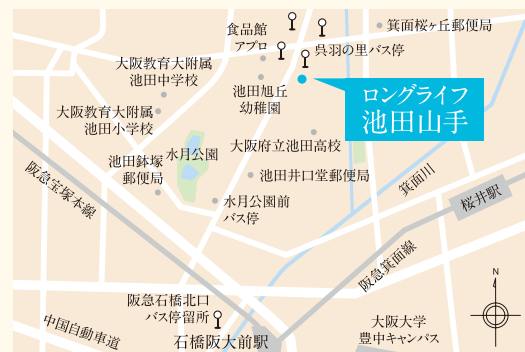 食品館
アプロ
箕面桜ヶ丘郵便局
呉羽の里バス停
大阪教育大附属
池田中学校
池田旭丘
幼稚園
ロングライフ
池田山手
大阪教育大附属
池田小学校
大阪府立池田高校
水月公園
池田鉢塚
郵便局
池田井口堂郵便局
箕面川
桜井駅
阪急宝塚本線
水月公園前
バス停
阪急箕面線
N
阪急石橋北口
バス停留所
中国自動車道
石橋阪大前駅
大阪大学
豊中キャンパス